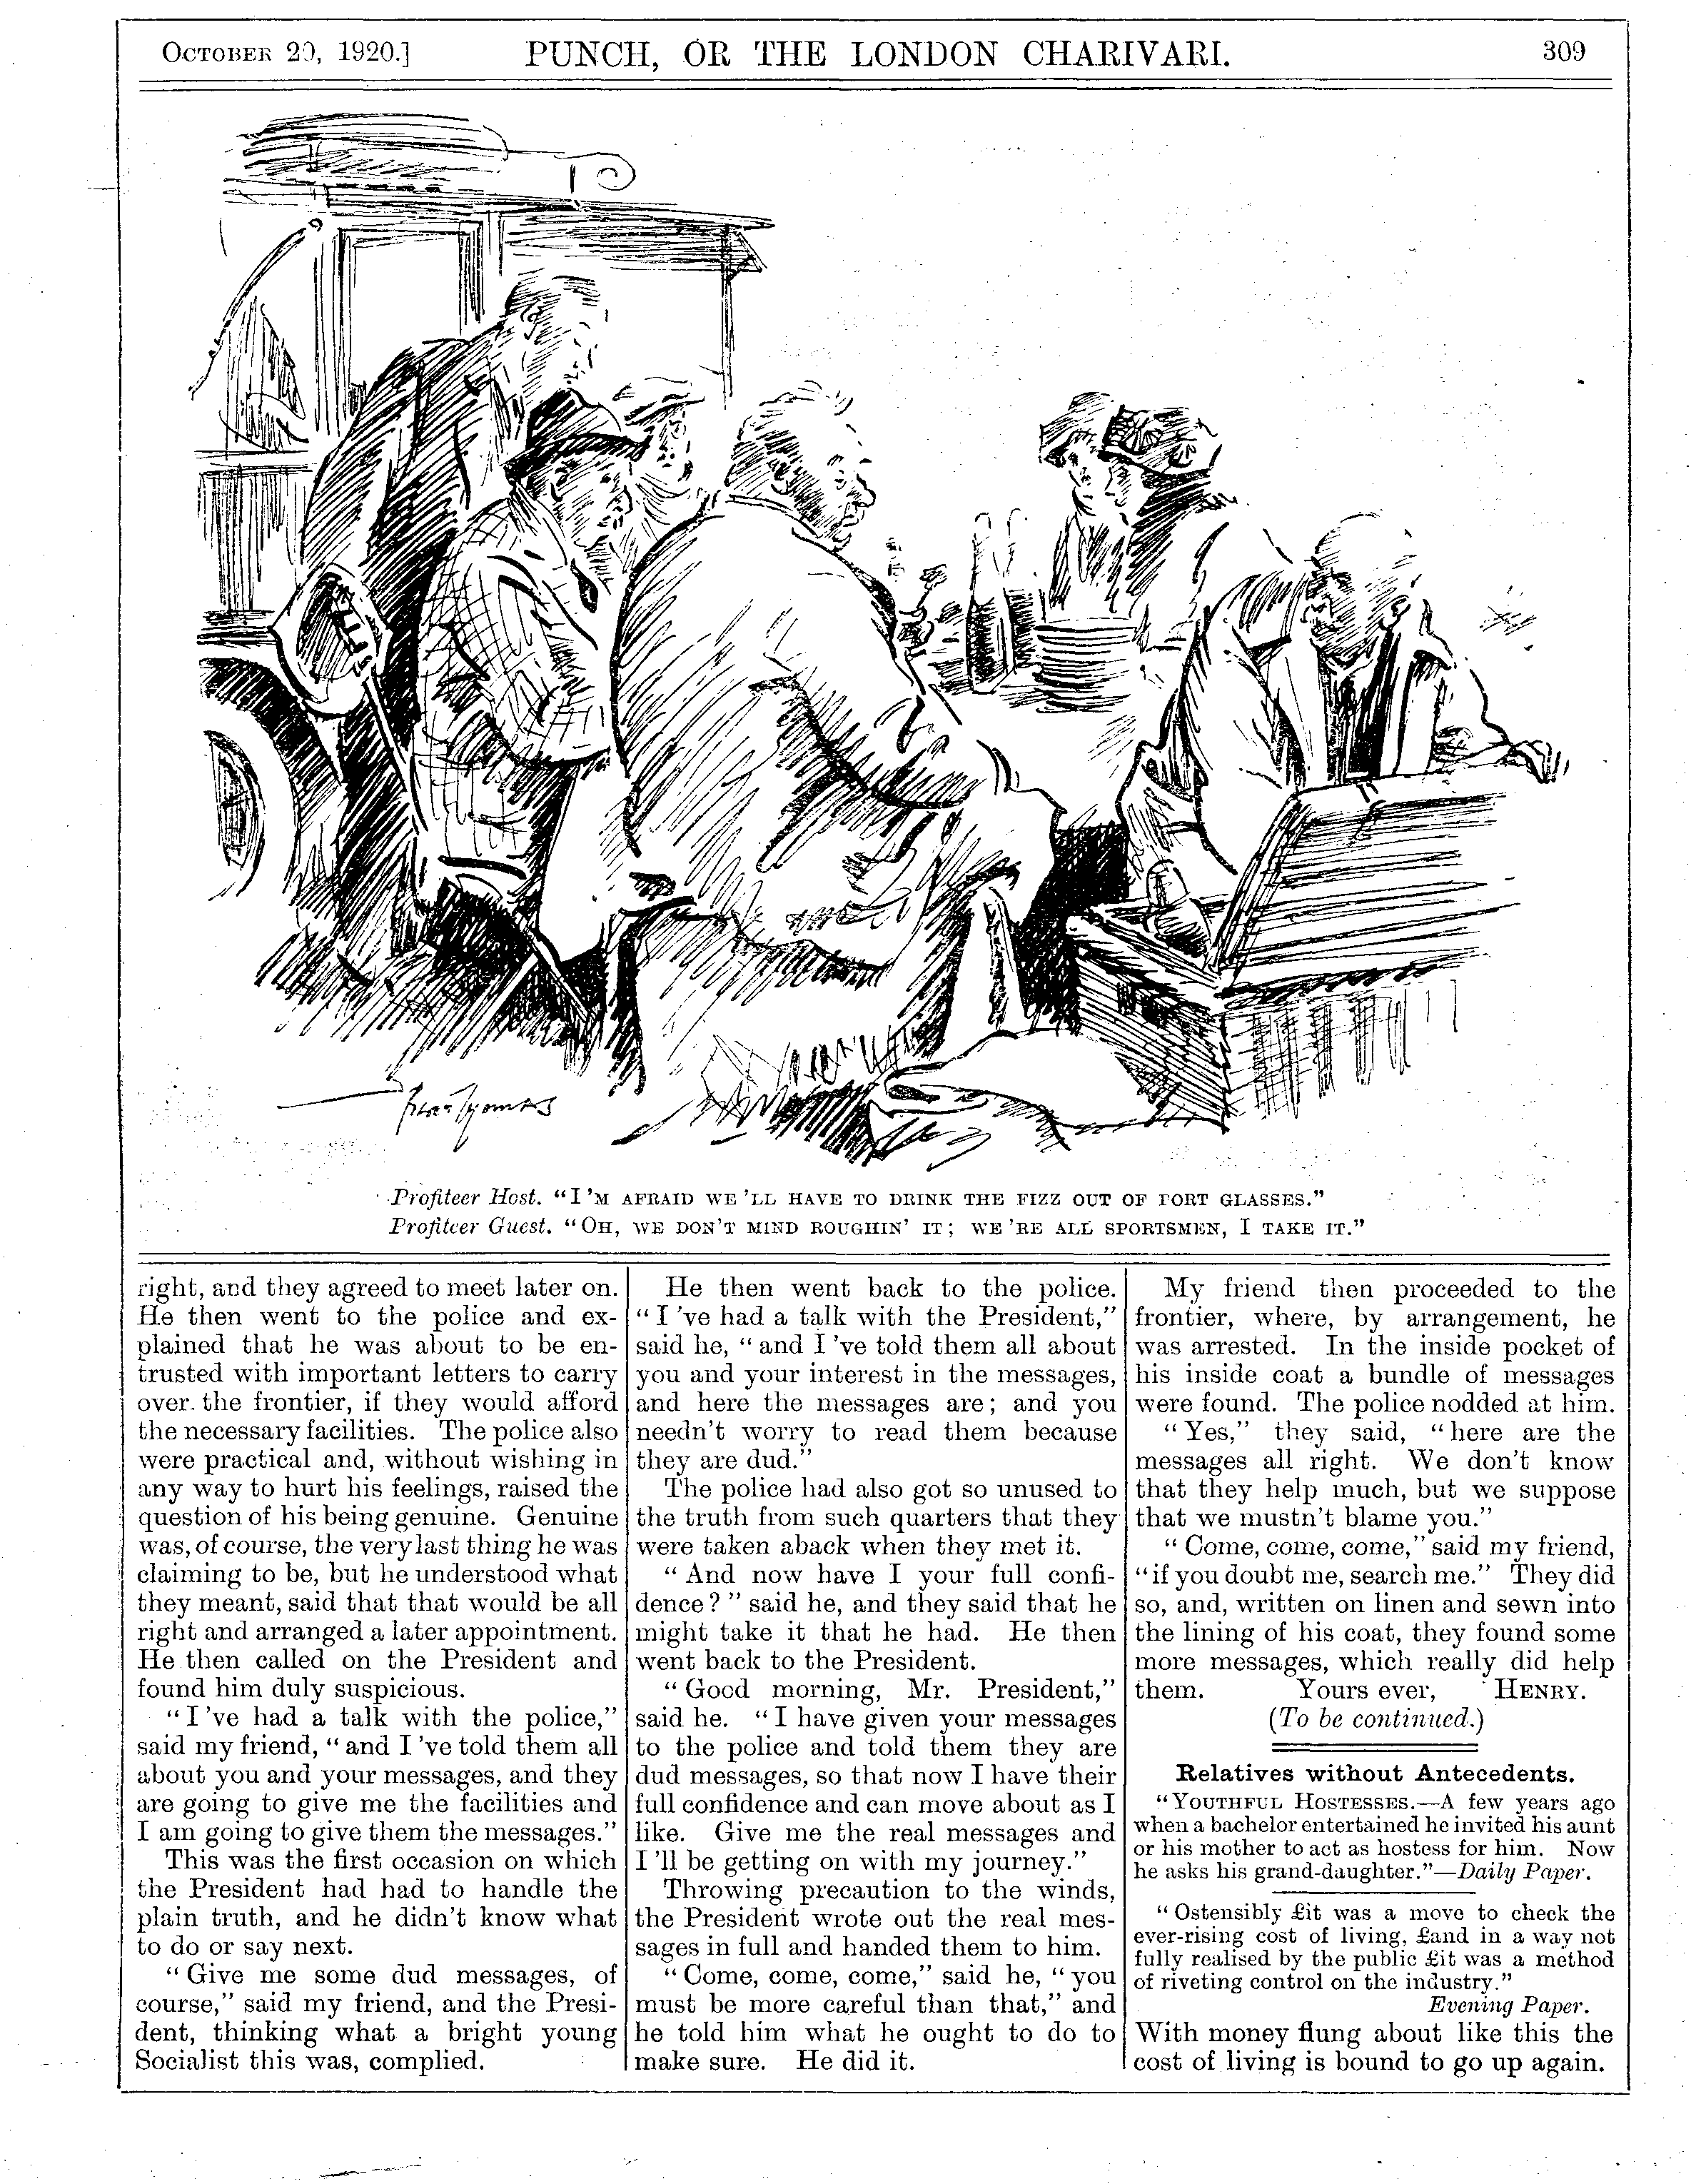 OCTOBER 20, 1920.]
PUNCH, OR THE LONDON CHARIVARI.
309
Profiteer Host. "I'M AFRAID WE'LL HAVE TO DRINK THE FIZZ OUT OF PORT GLASSES."
Profiteer Guest. "OH, WE DON'T MIND ROUGHIN' IT; WE'RE ALL SPORTSMEN, I TAKE IT."
right, and they agreed to meet later on.
He then went to the police and ex-
plained that he was about to be en-
trusted with important letters to carry
over the frontier, if they would afford
the necessary facilities. The police also
were practical and, without wishing in
any way to hurt his feelings, raised the
question of his being genuine. Genuine
was, of course, the very last thing he was
claiming to be, but he understood what
they meant, said that that would be all
right and arranged a later appointment.
He then called on the President and
found him duly suspicious.
"I've had a talk with the police,"
said my friend, "and I've told them all
about you and your messages, and they
are going to give me the facilities and
I am going to give them the messages."
This was the first occasion on which
the President had had to handle the
plain truth, and he didn't know what
to do or say next.
"Give me some dud messages, of
course," said my friend, and the Presi-
dent, thinking what a bright young
Socialist this was, complied.
He then went back to the police.
"I've had a talk with the President,"
said he, "and I've told them all about
you and your interest in the messages,
and here the messages are; and you
needn't worry to read them because
they are dud."
The police had also got so unused to
the truth from such quarters that they
were taken aback when they met it.
"And now have I your full confi-
dence?" said he, and they said that he
might take it that he had. He then
went back to the President.
"Good morning, Mr. President,"
said he. "I have given your messages
to the police and told them they are
dud messages, so that now I have their
full confidence and can move about as I
like. Give me the real messages and
I'll be getting on with my journey."
Throwing precaution to the winds,
the President wrote out the real mes-
sages in full and handed them to him.
"Come, come, come," said he, "you
must be more careful than that," and
he told him what he ought to do to
make sure. He did it.
My friend then proceeded to the
frontier, where, by arrangement, he
was arrested. In the inside pocket of
his inside coat a bundle of messages
were found. The police nodded at him.
"Yes," they said, "here are the
messages all right. We don't know
that they help much, but we suppose
that we mustn't blame you."
"Come, come, come," said my friend,
"if you doubt me, search me." They did
so, and, written on linen and sewn into
the lining of his coat, they found some
more messages, which really did help
them. Yours ever, HENRY.
(To be continued.)
Relatives without Antecedents.
"YOUTHFUL HOSTESSES.—A few years ago
when a bachelor entertained he invited his aunt
or his mother to act as hostess for him. Now
he asks his grand-daughter."—Daily Paper.
"Ostensibly £it was a move to check the
ever-rising cost of living, £and in a way not
fully realised by the public £it was a method
of riveting control on the industry."
Evening Paper.
With money flung about like this the
cost of living is bound to go up again.